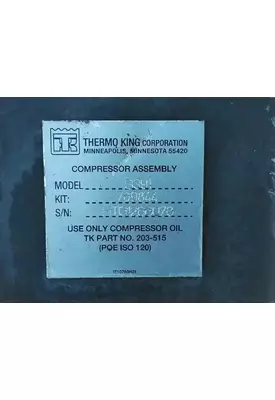 THERMO KING CORPORATION
MINNEAPOLIS, MINNESOTA 55420
COMPRESSOR ASSEMBLY
MODEL
KIT:
S/N:
USE ONLY COMPRESSOR OIL
TK PART NO. 203-515
(POE ISO 120)